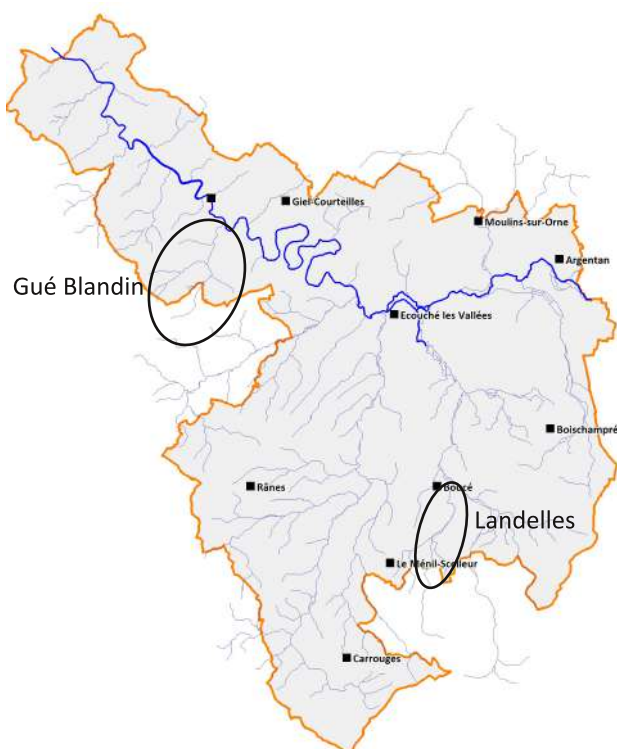 Giel-Courteilles
Moulins-sur-Orne
Argentan
Gué Blandin
Ecouché les Vallées
Boischampré
Rânes
Boucé
Landelles
Le Ménil-Scelleur
Carrouges